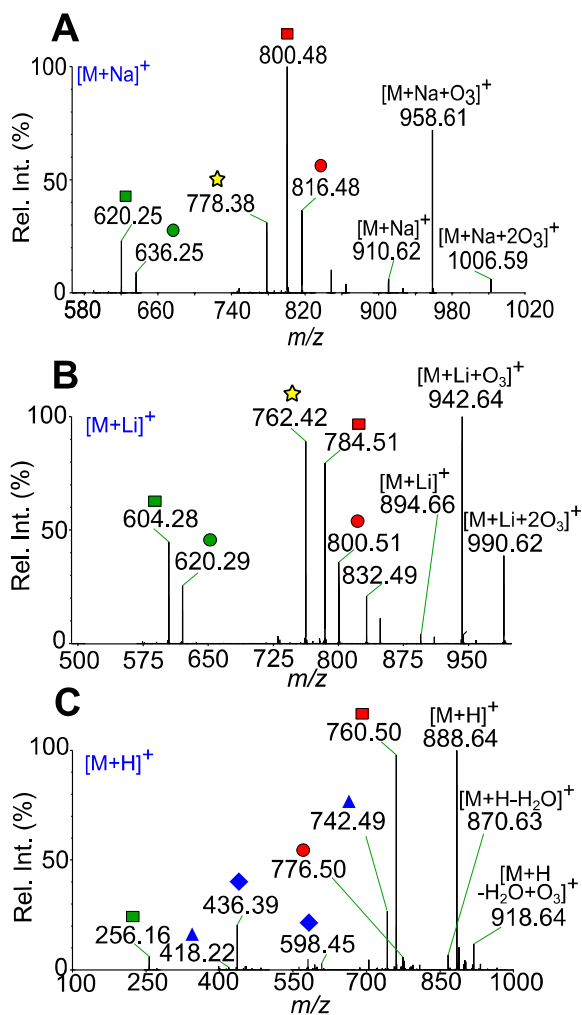 A
[M+Na]⁺
800.48
[M+Na+O₃]⁺
958.61
620.25
636.25
778.38
816.48
[M+Na]⁺
910.62
[M+Na+2O₃]⁺
1006.59
Rel. Int. (%)
100
50
0
580 660 740 820 900 940 1020
m/z
B
[M+Li]⁺
762.42
784.51
[M+Li+O₃]⁺
942.64
604.28
620.29
[M+Li]⁺
894.66
800.51
832.49
[M+Li+2O₃]⁺
990.62
Rel. Int. (%)
100
50
0
500 575 650 725 800 875 950
m/z
C
[M+H]⁺
760.50
[M+H]⁺
888.64
742.49
[M+H-H₂O]⁺
870.63
776.50
436.39
[M+H
-H₂O+O₃]⁺
918.64
256.16
418.22
598.45
Rel. Int. (%)
100
50
0
100 250 400 550 700 850 1000
m/z